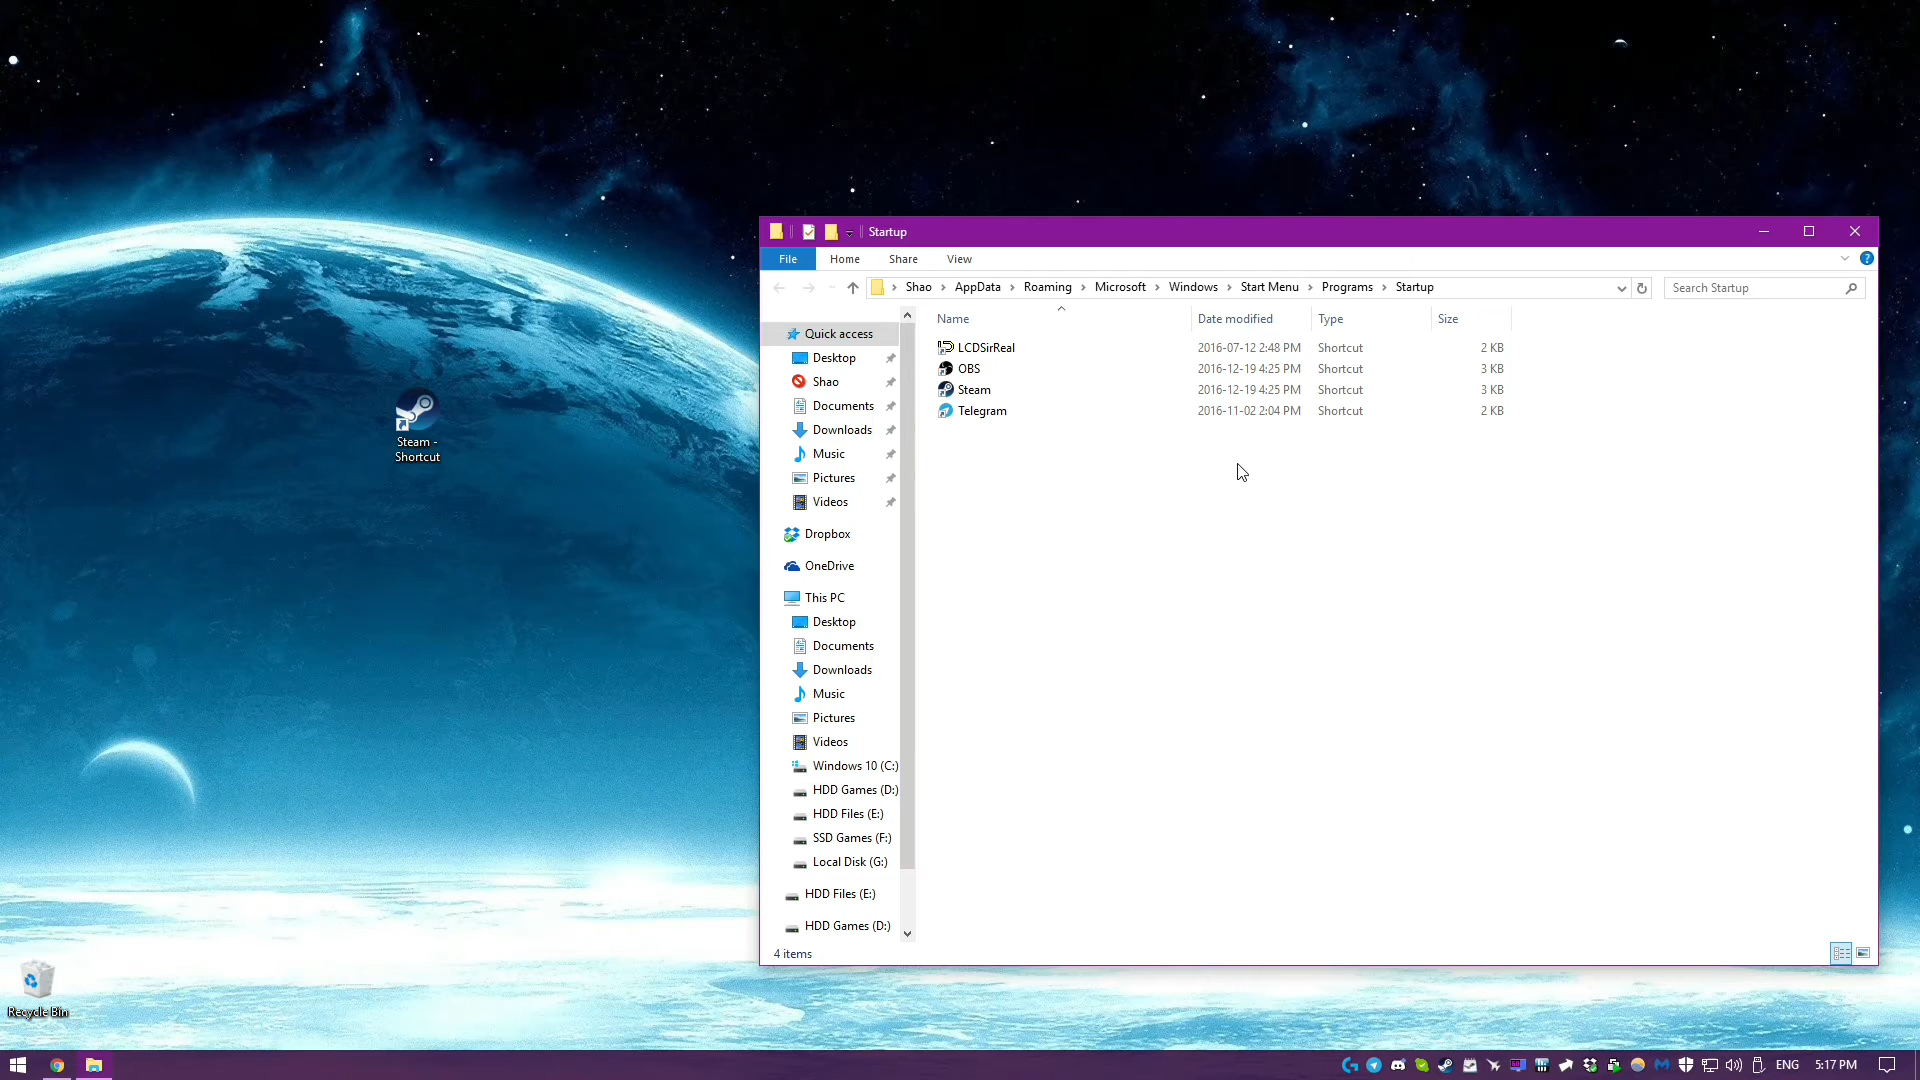 Startup
File Home Share View
Shao AppData Roaming Microsoft Windows Start Menu Programs Startup
Search Startup
Name Date modified Type Size
LCDSirReal 2016-07-12 2:48 PM Shortcut 2 KB
OBS 2016-12-19 4:25 PM Shortcut 3 KB
Steam 2016-12-19 4:25 PM Shortcut 3 KB
Telegram 2016-11-02 2:04 PM Shortcut 2 KB
Quick access
Desktop
Shao
Documents
Downloads
Music
Pictures
Videos
Dropbox
OneDrive
This PC
Desktop
Documents
Downloads
Music
Pictures
Videos
Windows 10 (C:)
HDD Games (D:)
HDD Files (E:)
SSD Games (F:)
Local Disk (G:)
HDD Files (E:)
HDD Games (D:)
4 items
Steam -
Shortcut
Recycle Bin
ENG 5:17 PM